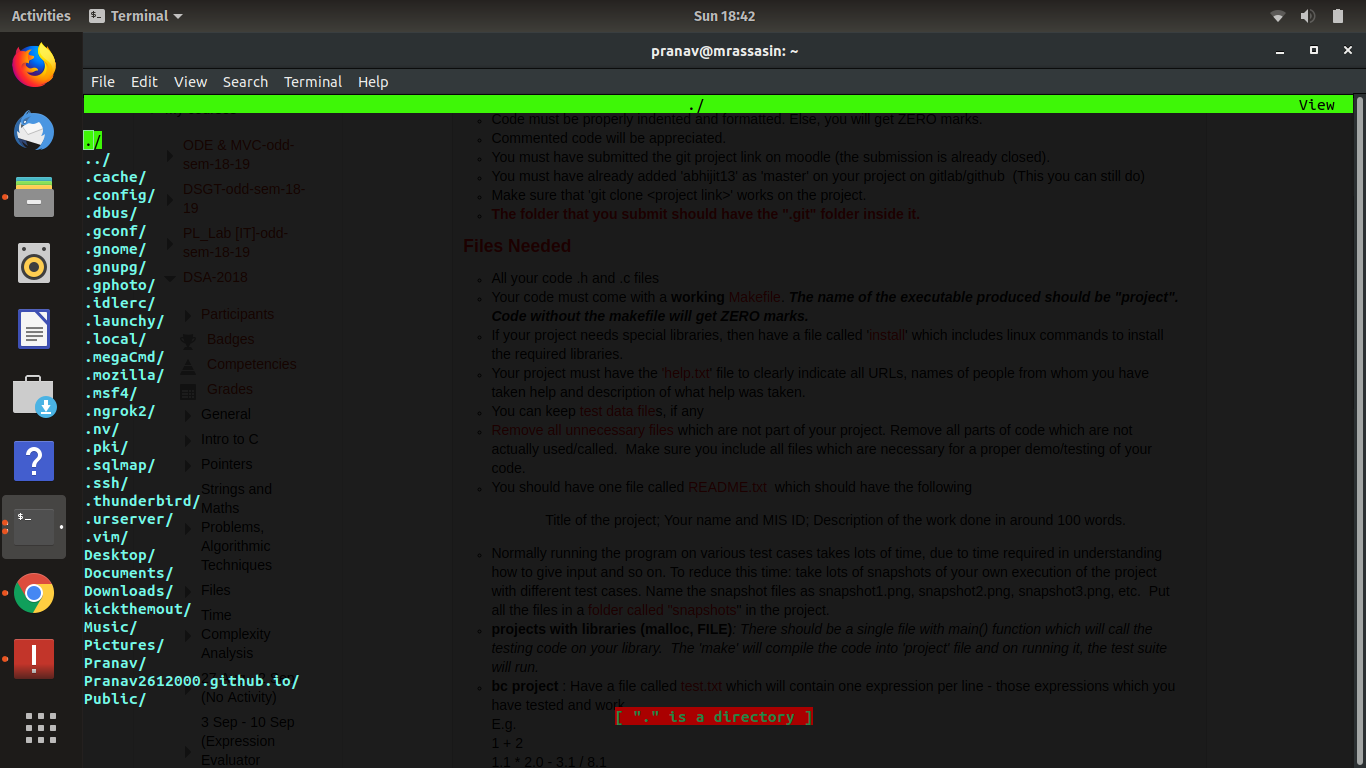 Activities
Terminal
Sun 18:42
pranav@mrassasin: ~
File Edit View Search Terminal Help
./
View
./
../
.cache/
.config/
.dbus/
.gconf/
.gnome/
.gnupg/
.gphoto/
.idlerc/
.launchy/
.local/
.megaCmd/
.mozilla/
.msf4/
.ngrok2/
.nv/
.pki/
.sqlmap/
.ssh/
.thunderbird/
.urserver/
.vim/
Desktop/
Documents/
Downloads/
kickthemout/
Music/
Pictures/
Pranav/
Pranav2612000.github.io/
Public/
[ "." is a directory ]
ODE & MVC-odd-
sem-18-19
DSGT-odd-sem-18-
19
PL_Lab [IT]-odd-
sem-18-19
DSA-2018
Participants
Badges
Competencies
Grades
General
Intro to C
Pointers
Strings and
Maths
Problems,
Algorithmic
Techniques
Files
Time
Complexity
Analysis
(No Activity)
3 Sep - 10 Sep
(Expression
Evaluator
Code must be properly indented and formatted. Else, you will get ZERO marks.
Commented code will be appreciated.
You must have submitted the git project link on moodle (the submission is already closed).
You must have already added 'abhijit13' as 'master' on your project on gitlab/github (This you can still do)
Make sure that 'git clone <project link>' works on the project.
The folder that you submit should have the ".git" folder inside it.
Files Needed
All your code .h and .c files
Your code must come with a working Makefile. The name of the executable produced should be "project".
Code without the makefile will get ZERO marks.
If your project needs special libraries, then have a file called 'install' which includes linux commands to install
the required libraries.
Your project must have the 'help.txt' file to clearly indicate all URLs, names of people from whom you have
taken help and description of what help was taken.
You can keep test data files, if any
Remove all unnecessary files which are not part of your project. Remove all parts of code which are not
actually used/called. Make sure you include all files which are necessary for a proper demo/testing of your
code.
You should have one file called README.txt which should have the following
Title of the project; Your name and MIS ID; Description of the work done in around 100 words.
Normally running the program on various test cases takes lots of time, due to time required in understanding
how to give input and so on. To reduce this time: take lots of snapshots of your own execution of the project
with different test cases. Name the snapshot files as snapshot1.png, snapshot2.png, snapshot3.png, etc. Put
all the files in a folder called "snapshots" in the project.
projects with libraries (malloc, FILE): There should be a single file with main() function which will call the
testing code on your library. The 'make' will compile the code into 'project' file and on running it, the test suite
will run.
bc project : Have a file called test.txt which will contain one expression per line - those expressions which you
have tested and work
E.g.
1 + 2
1.1 * 2.0 - 3.1 / 8.1